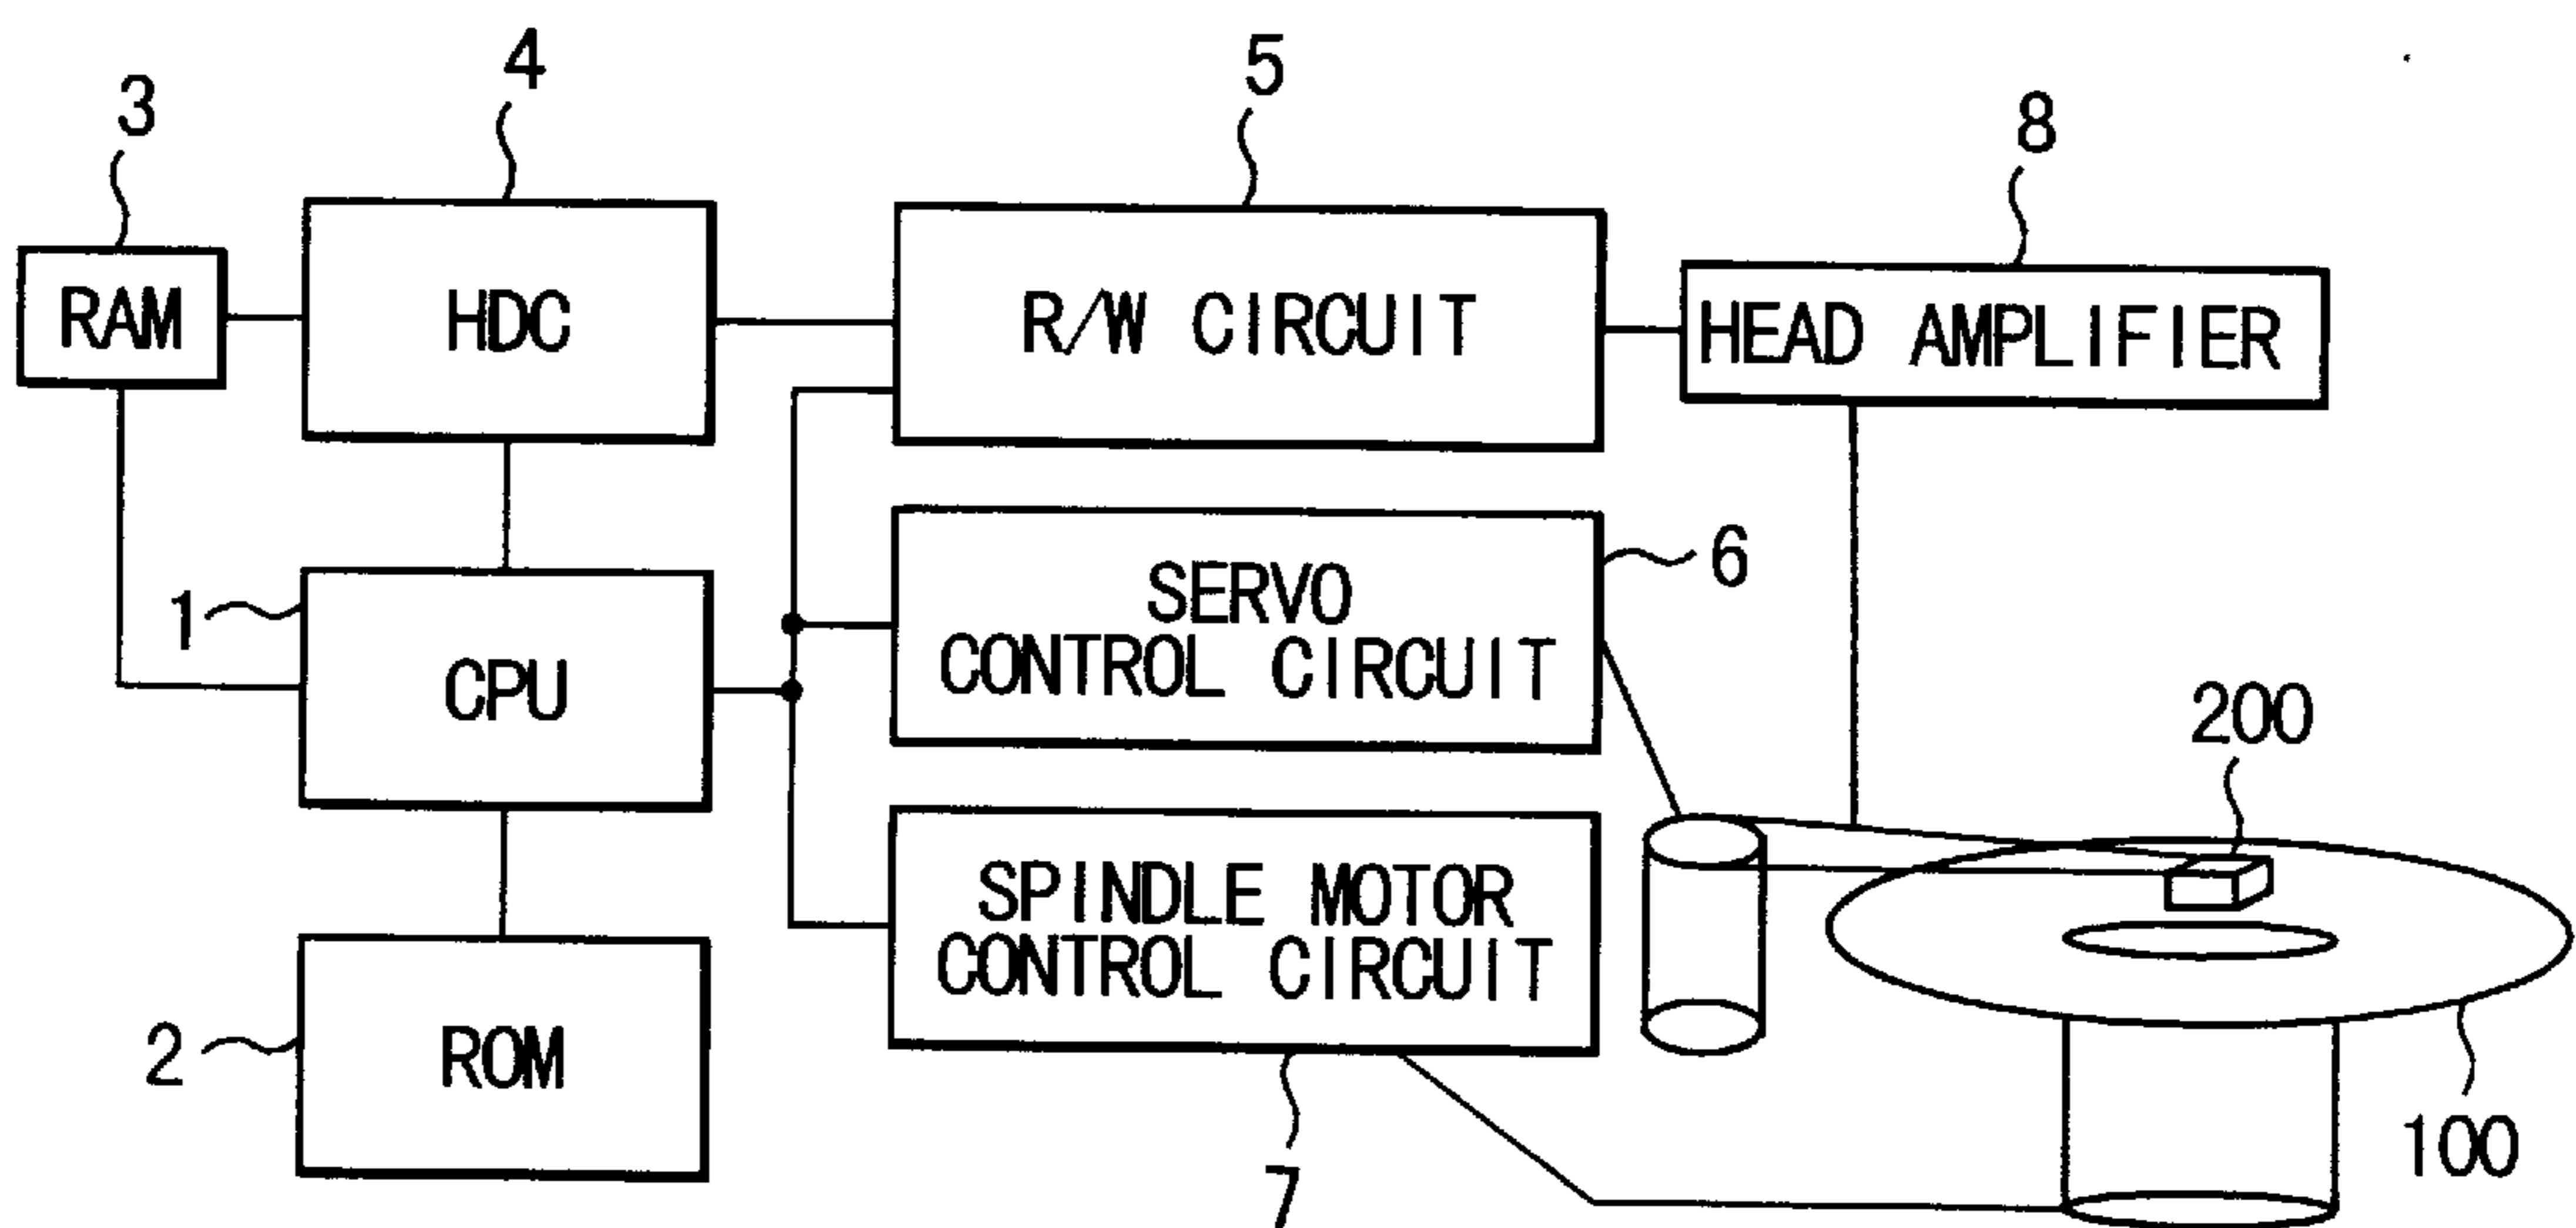 3
4
5
8
RAM
HDC
R/W CIRCUIT
HEAD AMPLIFIER
1
CPU
SERVO
CONTROL CIRCUIT
6
200
2
ROM
SPINDLE MOTOR
CONTROL CIRCUIT
7
100